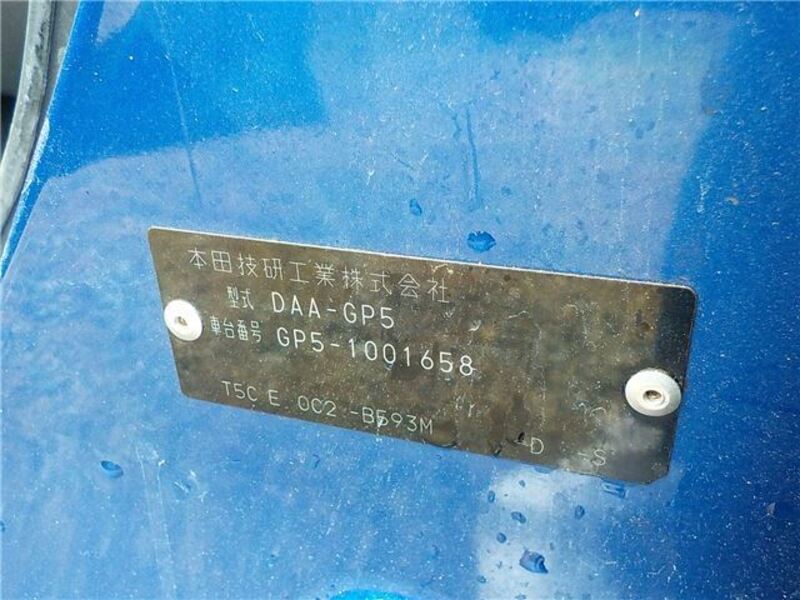 本田技研工業株式会社
型式 DAA-GP5
車台番号 GP5-1001658
T5C E 0C2 -B593M -D -S